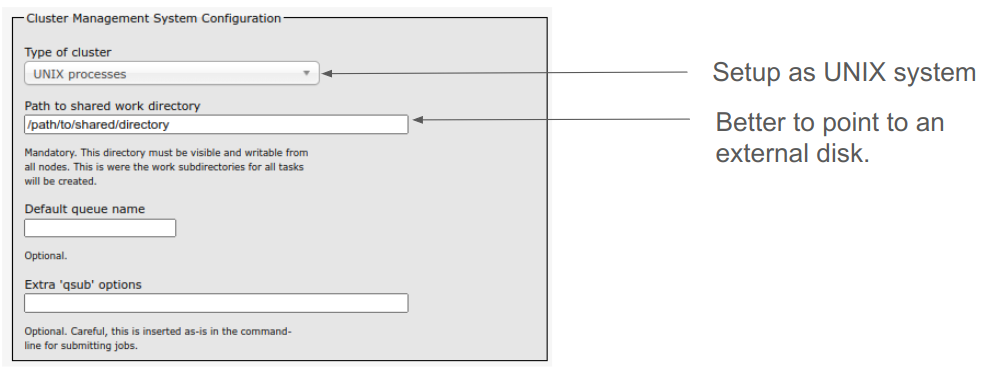 Cluster Management System Configuration
Type of cluster
UNIX processes
Setup as UNIX system
Path to shared work directory
/path/to/shared/directory
Better to point to an
external disk.
Mandatory. This directory must be visible and writable from
all nodes. This is were the work subdirectories for all tasks
will be created.
Default queue name
Optional.
Extra 'qsub' options
Optional. Careful, this is inserted as-is in the command-
line for submitting jobs.